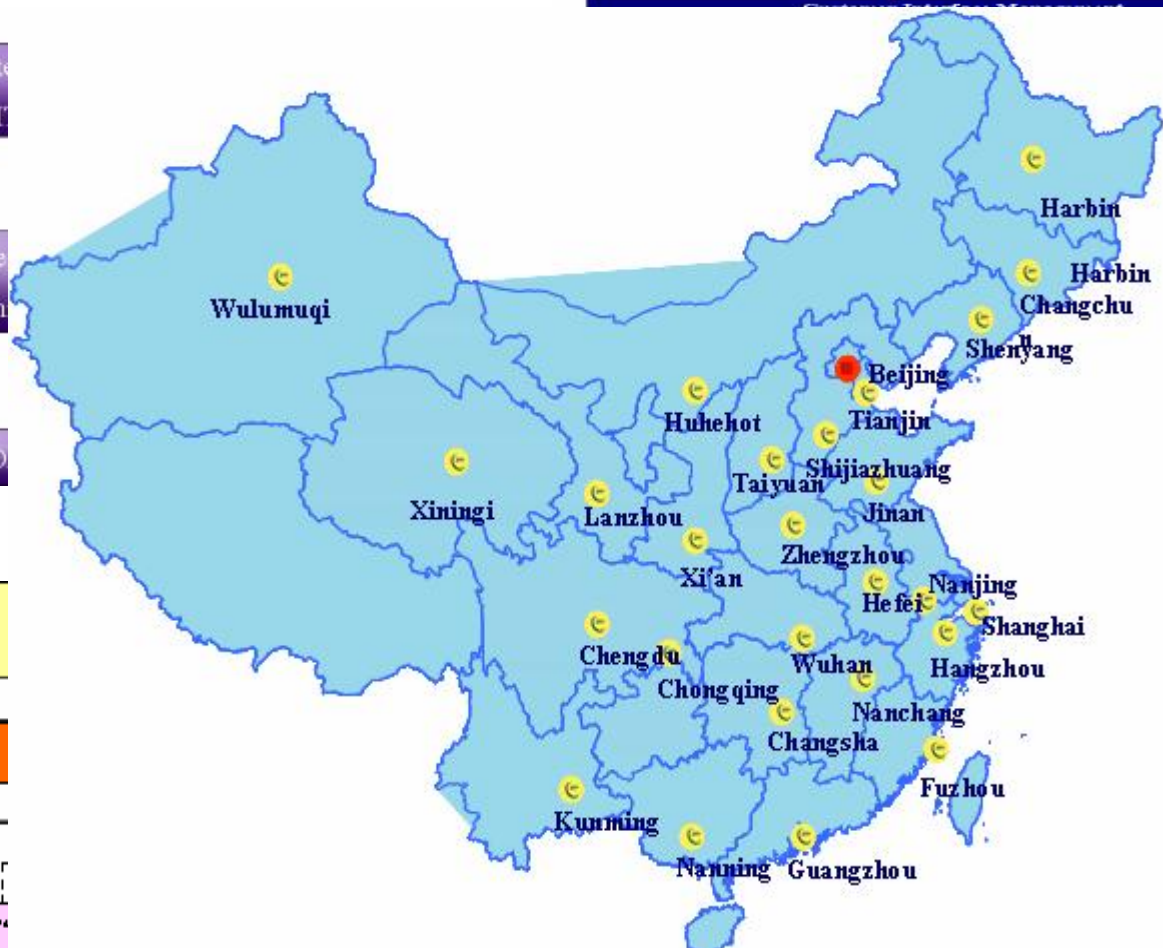 Harbin
Harbin
Wulumuqi
Changchu
n
Shenyang
Beijing
Huhehot
Tianjin
Shijiazhuang
Taiyuan
Xiningi
Lanzhou
Jinan
Zhengzhou
Xi'an
Nanjing
Hefei
Shanghai
Chengdu
Wuhan
Hangzhou
Chongqing
Nanchang
Changsha
Fuzhou
Kunming
Nanning
Guangzhou